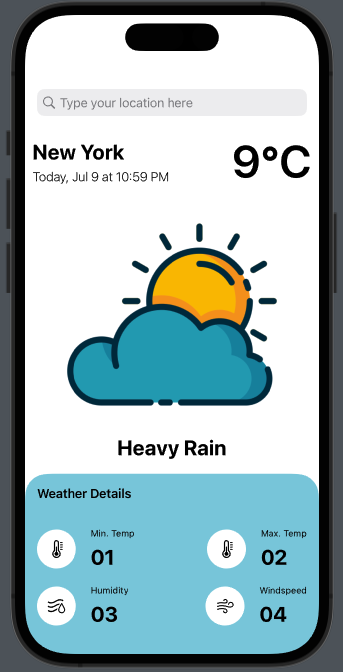 Type your location here
New York
9°C
Today, Jul 9 at 10:59 PM
Heavy Rain
Weather Details
Min. Temp
01
Max. Temp
02
Humidity
03
Windspeed
04